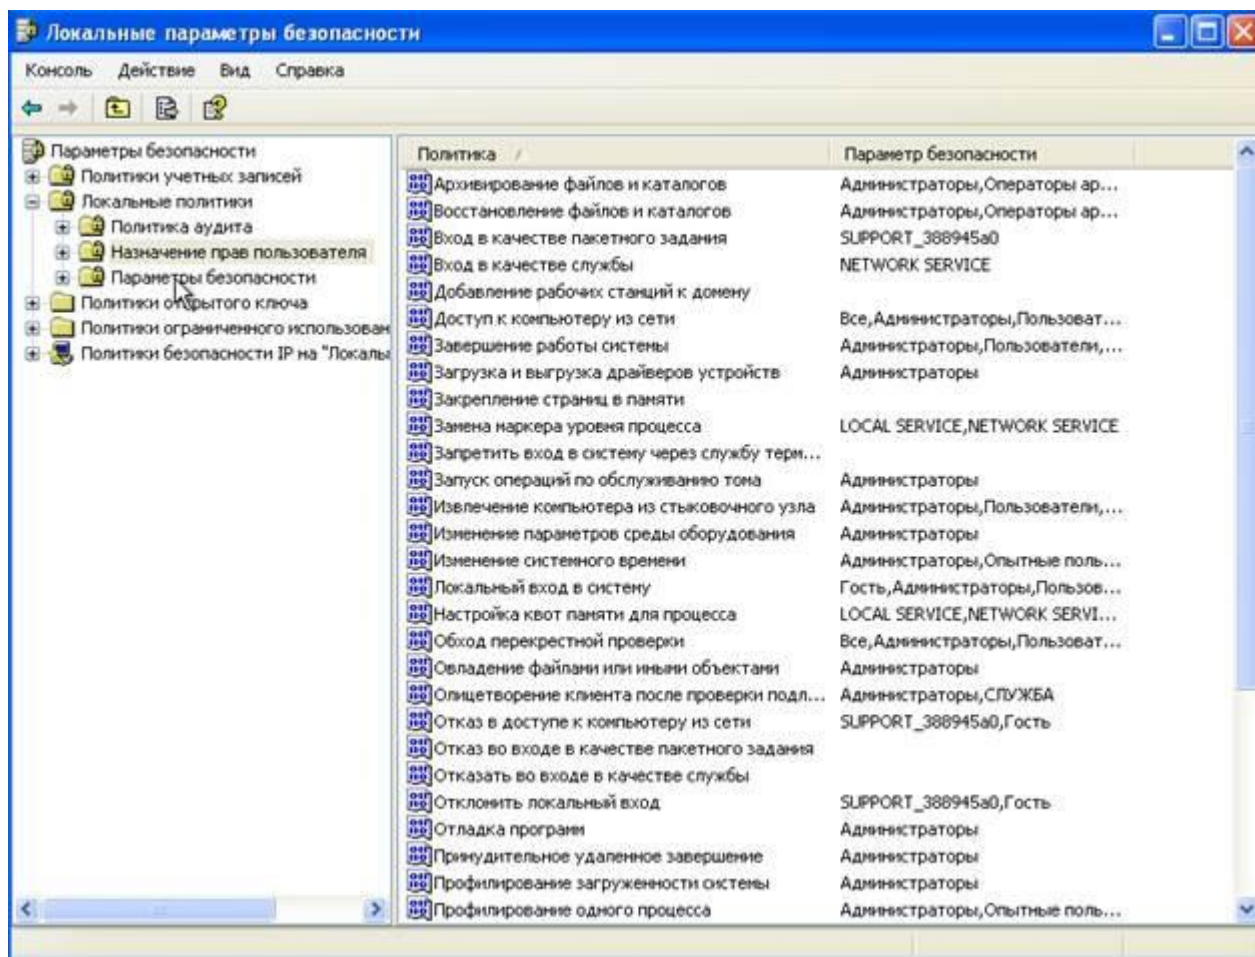 Локальные параметры безопасности
Консоль Действие Вид Справка
Параметры безопасности
Политики учетных записей
Локальные политики
Политика аудита
Назначение прав пользователя
Параметры безопасности
Политики открытого ключа
Политики ограниченного использован
Политики безопасности IP на "Локалы
Политика Параметр безопасности
Архивирование файлов и каталогов Администраторы,Операторы ар...
Восстановление файлов и каталогов Администраторы,Операторы ар...
Вход в качестве пакетного задания SUPPORT_388945a0
Вход в качестве службы NETWORK SERVICE
Добавление рабочих станций к домену
Доступ к компьютеру из сети Все,Администраторы,Пользоват...
Завершение работы системы Администраторы,Пользователи,...
Загрузка и выгрузка драйверов устройств Администраторы
Закрепление страниц в памяти
Замена маркера уровня процесса LOCAL SERVICE,NETWORK SERVICE
Запретить вход в систему через службу терм...
Запуск операций по обслуживанию тома Администраторы
Извлечение компьютера из стыковочного узла Администраторы,Пользователи,...
Изменение параметров среды оборудования Администраторы
Изменение системного времени Администраторы,Опытные поль...
Локальный вход в систему Гость,Администраторы,Пользов...
Настройка квот памяти для процесса LOCAL SERVICE,NETWORK SERVI...
Обход перекрестной проверки Все,Администраторы,Пользоват...
Овладение файлами или иными объектами Администраторы
Олицетворение клиента после проверки подл... Администраторы,СЛУЖБА
Отказ в доступе к компьютеру из сети SUPPORT_388945a0,Гость
Отказ во входе в качестве пакетного задания
Отказать во входе в качестве службы
Отклонить локальный вход SUPPORT_388945a0,Гость
Отладка программ Администраторы
Принудительное удаленное завершение Администраторы
Профилирование загруженности системы Администраторы
Профилирование одного процесса Администраторы,Опытные поль...